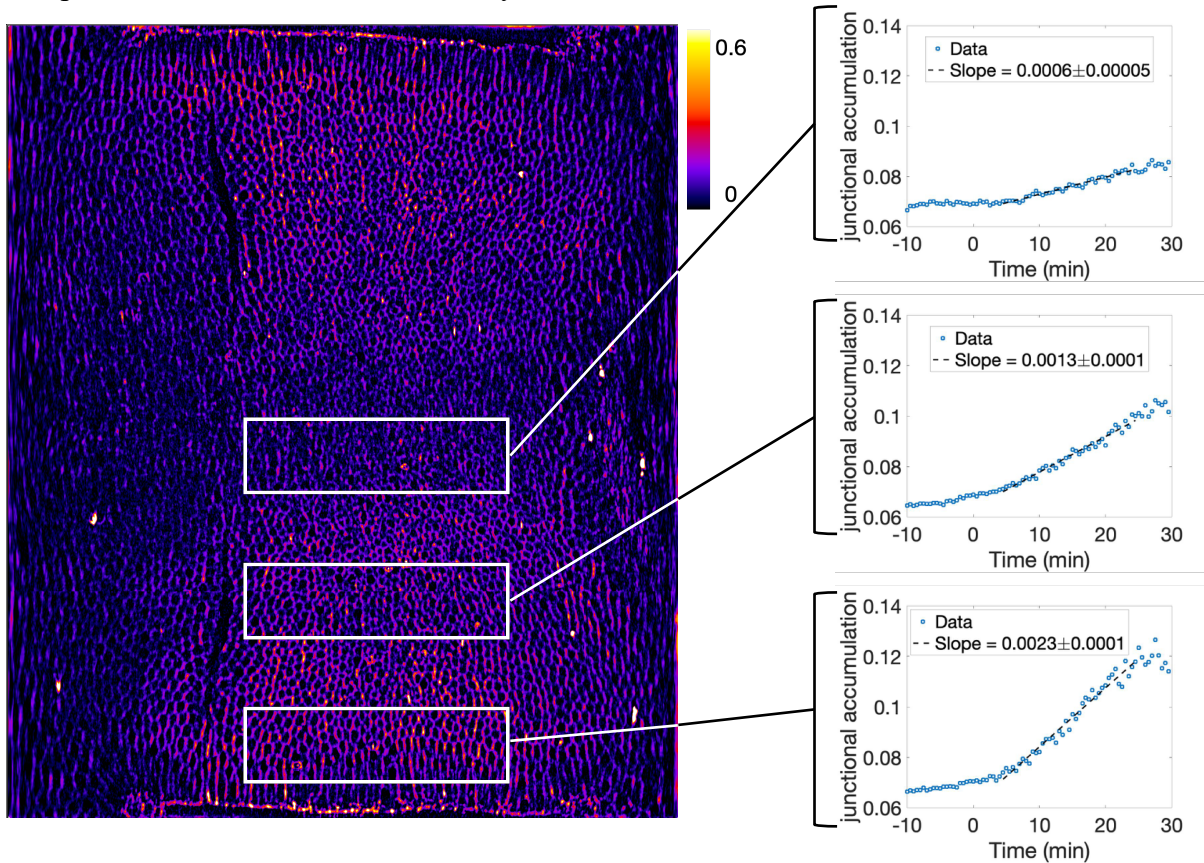 0.6
0
0.14
0.12
0.1
0.08
0.06
junctional accumulation
Data
Slope = 0.0006±0.00005
-10 0 10 20 30
Time (min)
0.14
0.12
0.1
0.08
0.06
junctional accumulation
Data
Slope = 0.0013±0.0001
-10 0 10 20 30
Time (min)
0.14
0.12
0.1
0.08
0.06
junctional accumulation
Data
Slope = 0.0023±0.0001
-10 0 10 20 30
Time (min)